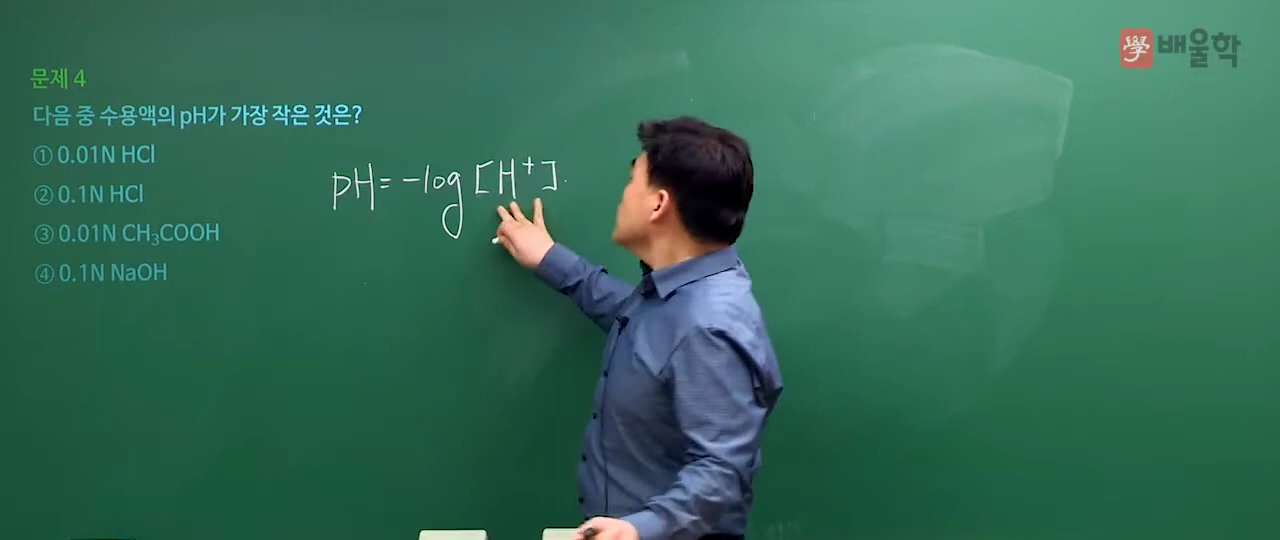 學 배울학
문제 4
다음 중 수용액의 pH가 가장 작은 것은?
① 0.01N HCl
② 0.1N HCl
③ 0.01N CH₃COOH
④ 0.1N NaOH
pH = -log [H⁺].